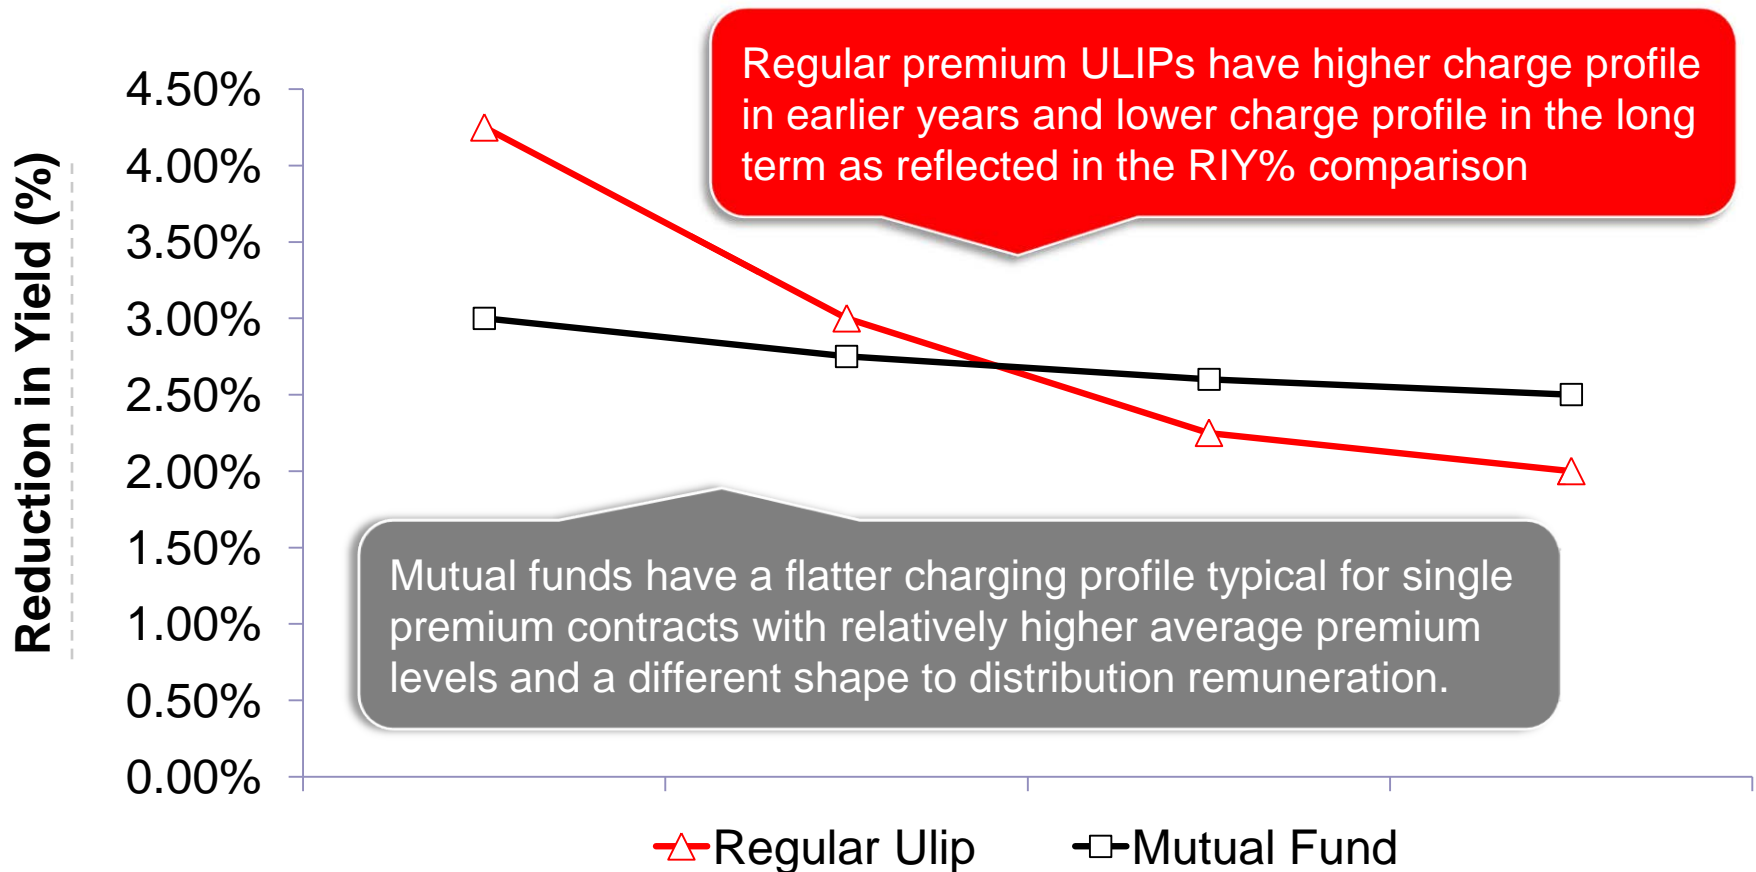 Regular premium ULIPs have higher charge profile
in earlier years and lower charge profile in the long
term as reflected in the RIY% comparison
Reduction in Yield (%)
4.50%
4.00%
3.50%
3.00%
2.50%
2.00%
1.50%
1.00%
0.50%
0.00%
Mutual funds have a flatter charging profile typical for single
premium contracts with relatively higher average premium
levels and a different shape to distribution remuneration.
Regular Ulip
Mutual Fund